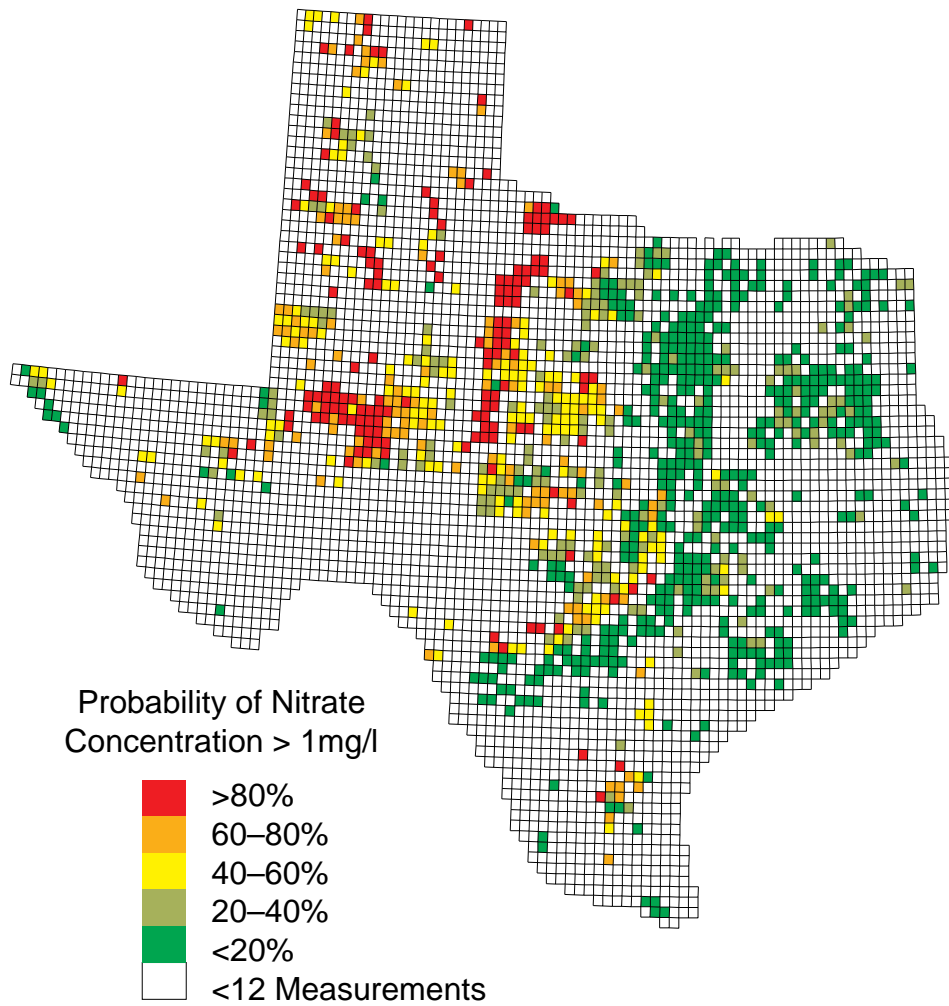 Probability of Nitrate
Concentration > 1mg/l
>80%
60–80%
40–60%
20–40%
<20%
<12 Measurements